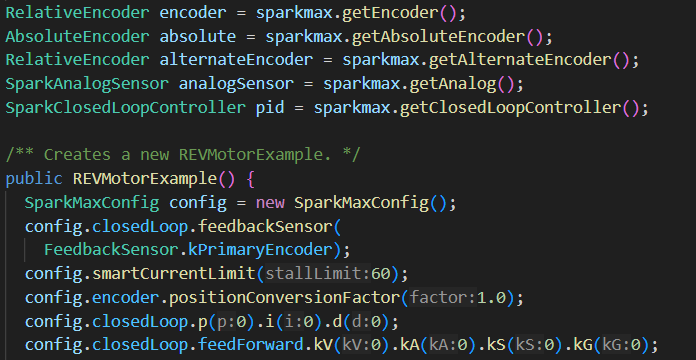 RelativeEncoder encoder = sparkmax.getEncoder();
AbsoluteEncoder absolute = sparkmax.getAbsoluteEncoder();
RelativeEncoder alternateEncoder = sparkmax.getAlternateEncoder();
SparkAnalogSensor analogSensor = sparkmax.getAnalog();
SparkClosedLoopController pid = sparkmax.getClosedLoopController();

/** Creates a new REVMotorExample. */
public REVMotorExample() {
  SparkMaxConfig config = new SparkMaxConfig();
  config.closedLoop.feedbackSensor(
    FeedbackSensor.kPrimaryEncoder);
  config.smartCurrentLimit(stallLimit:60);
  config.encoder.positionConversionFactor(factor:1.0);
  config.closedLoop.p(p:0).i(i:0).d(d:0);
  config.closedLoop.feedForward.kV(kV:0).kA(kA:0).kS(kS:0).kG(kG:0);